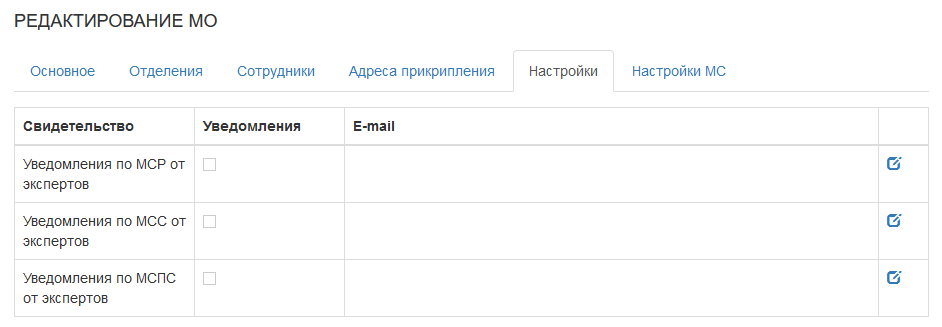 РЕДАКТИРОВАНИЕ МО
Основное Отделения Сотрудники Адреса прикрипления Настройки Настройки МС
Свидетельство Уведомления E-mail
Уведомления по МСР от
экспертов
Уведомления по МСС от
экспертов
Уведомления по МСПС
от экспертов